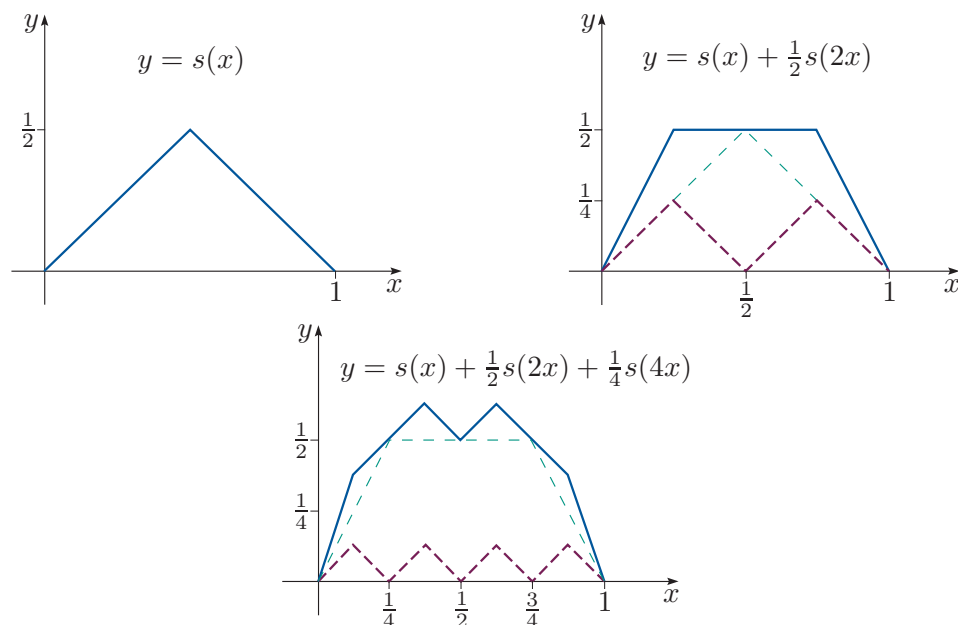 y
y = s(x)
1/2
1
x
y
y = s(x) + 1/2 s(2x)
1/2
1/4
1/2
1
x
y
y = s(x) + 1/2 s(2x) + 1/4 s(4x)
1/2
1/4
1/4
1/2
3/4
1
x